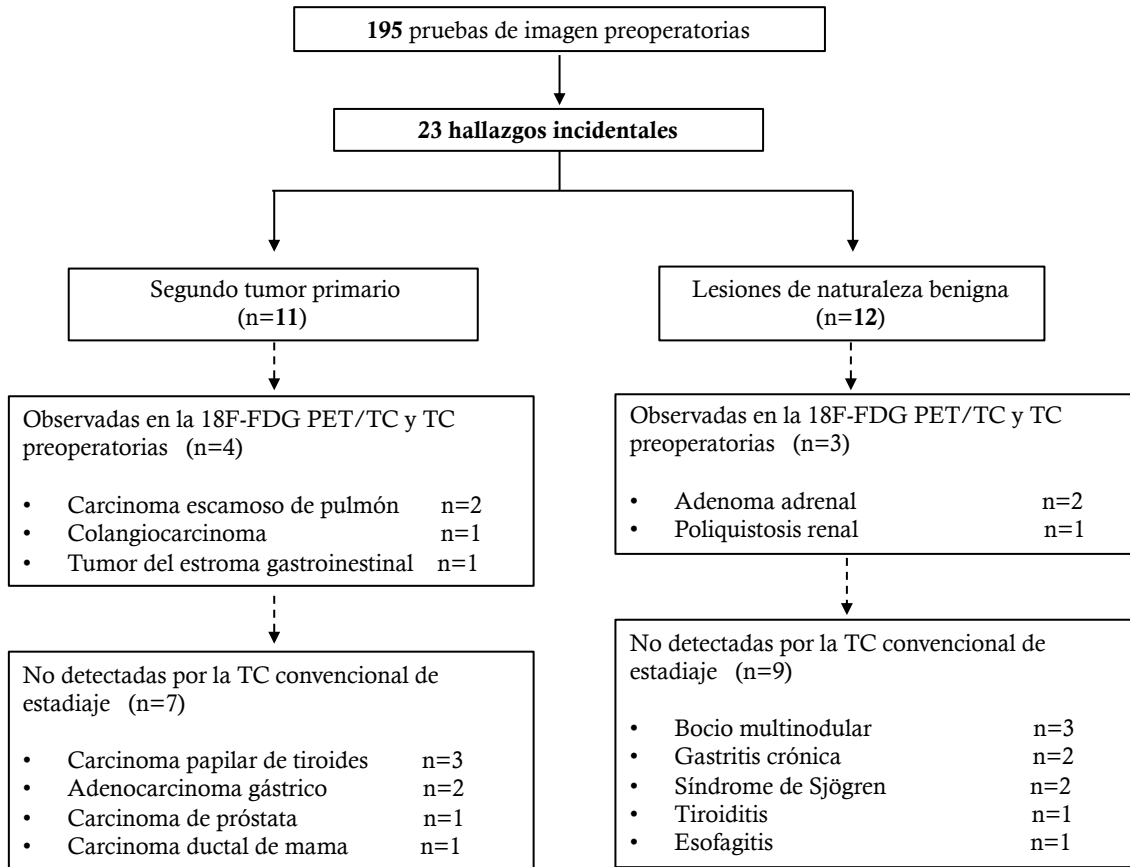 195 pruebas de imagen preoperatorias
23 hallazgos incidentales
Segundo tumor primario
(n=11)
Lesiones de naturaleza benigna
(n=12)
Observadas en la 18F-FDG PET/TC y TC
preoperatorias (n=4)
• Carcinoma escamoso de pulmón n=2
• Colangiocarcinoma n=1
• Tumor del estroma gastroinestinal n=1
Observadas en la 18F-FDG PET/TC y TC
preoperatorias (n=3)
• Adenoma adrenal n=2
• Poliquistosis renal n=1
No detectadas por la TC convencional de
estadiaje (n=7)
• Carcinoma papilar de tiroides n=3
• Adenocarcinoma gástrico n=2
• Carcinoma de próstata n=1
• Carcinoma ductal de mama n=1
No detectadas por la TC convencional de
estadiaje (n=9)
• Bocio multinodular n=3
• Gastritis crónica n=2
• Síndrome de Sjögren n=2
• Tiroiditis n=1
• Esofagitis n=1